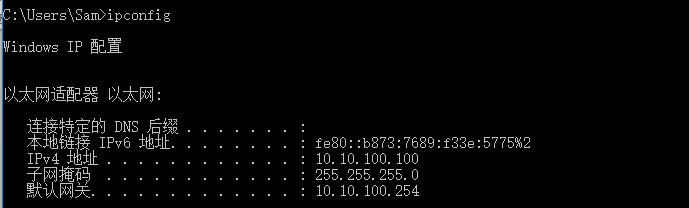 C:\Users\Sam>ipconfig
Windows IP 配置
以太网适配器 以太网:
连接特定的 DNS 后缀 . . . . . . . :
本地链接 IPv6 地址. . . . . . . . : fe80::b873:7689:f33e:5775%2
IPv4 地址 . . . . . . . . . . . . : 10.10.100.100
子网掩码  . . . . . . . . . . . . : 255.255.255.0
默认网关. . . . . . . . . . . . . : 10.10.100.254